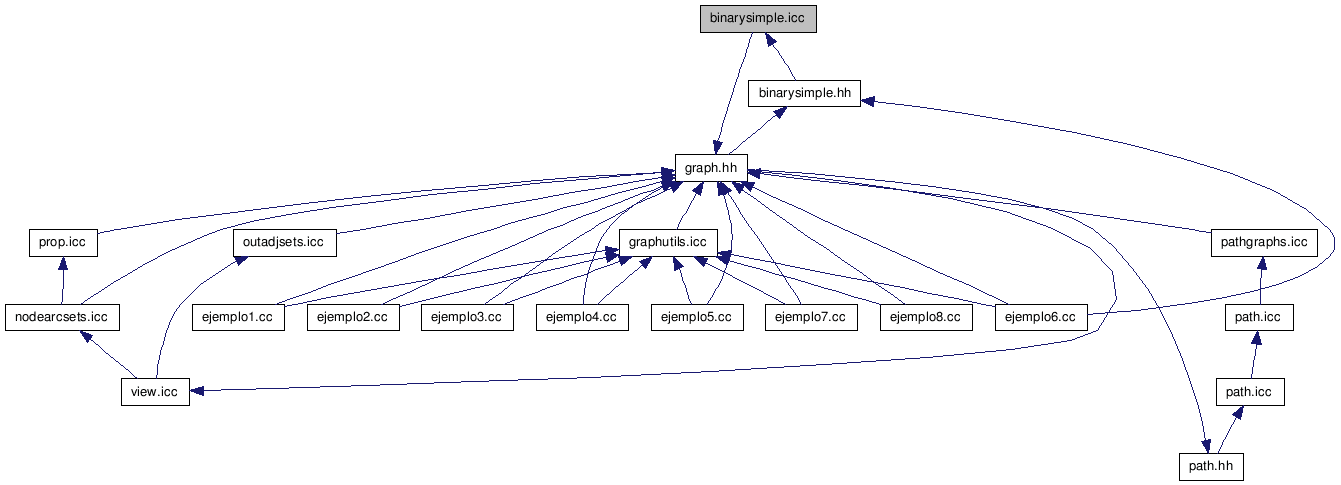 binarysimple.icc
binarysimple.hh
graph.hh
prop.icc
outadjsets.icc
graphutils.icc
pathgraphs.icc
nodearcsets.icc
ejemplo1.cc
ejemplo2.cc
ejemplo3.cc
ejemplo4.cc
ejemplo5.cc
ejemplo7.cc
ejemplo8.cc
ejemplo6.cc
path.icc
view.icc
path.icc
path.hh